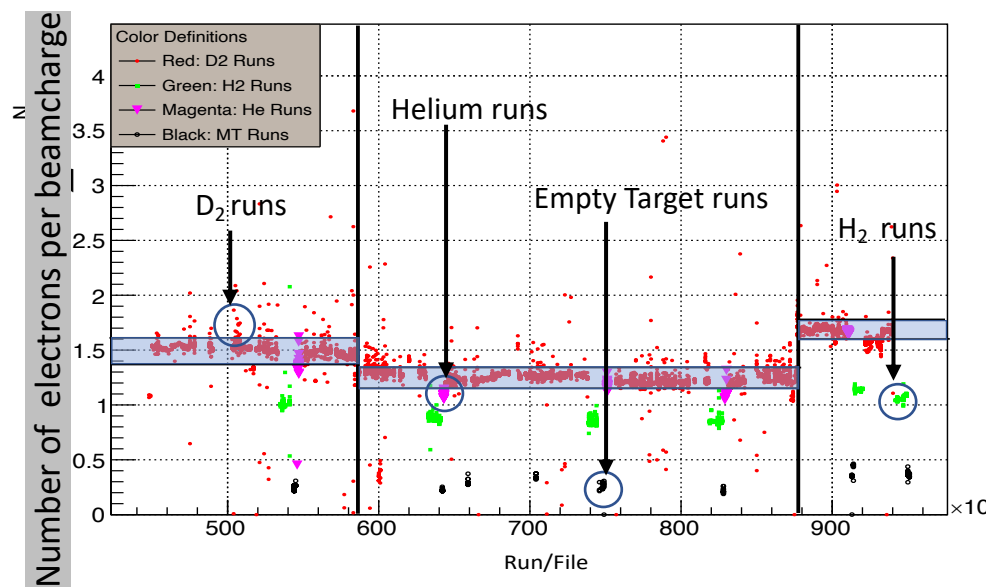 Number of electrons per beamcharge
N
Color Definitions
Red: D2 Runs
Green: H2 Runs
Magenta: He Runs
Black: MT Runs
Helium runs
D₂ runs
Empty Target runs
H₂ runs
4
3.5
3
2.5
2
1.5
1
0.5
0
500
600
700
800
900
×10
Run/File